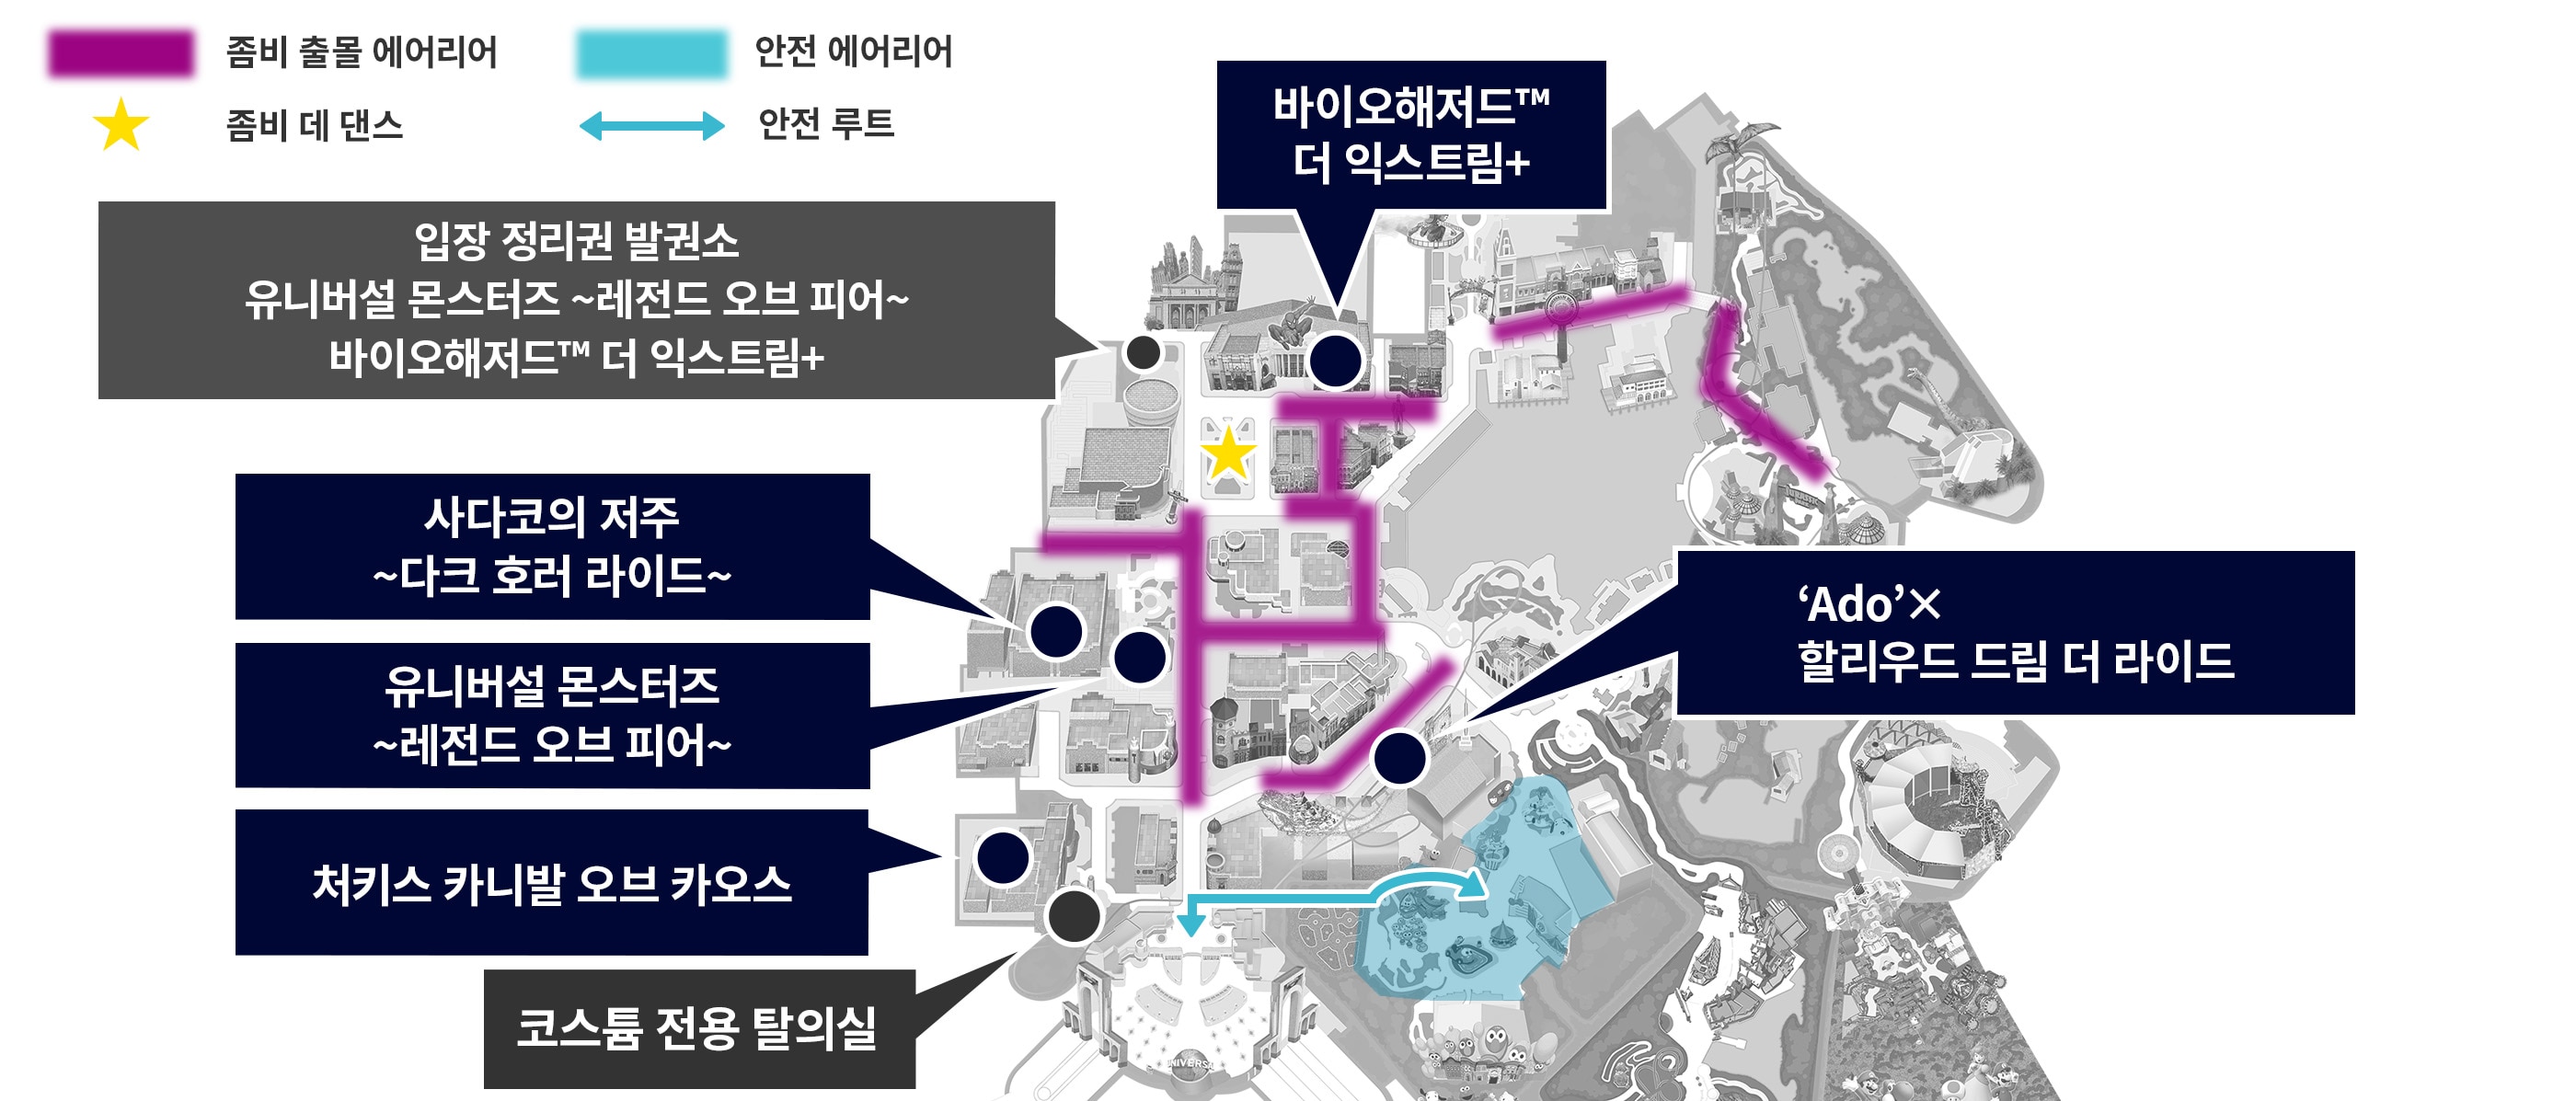 좀비 출몰 에어리어
안전 에어리어
좀비 데 댄스
안전 루트
바이오해저드™
더 익스트림+
입장 정리권 발권소
유니버설 몬스터즈 ~레전드 오브 피어~
바이오해저드™ 더 익스트림+
사다코의 저주
~다크 호러 라이드~
유니버설 몬스터즈
~레전드 오브 피어~
‘Ado’×
할리우드 드림 더 라이드
처키스 카니발 오브 카오스
코스튬 전용 탈의실